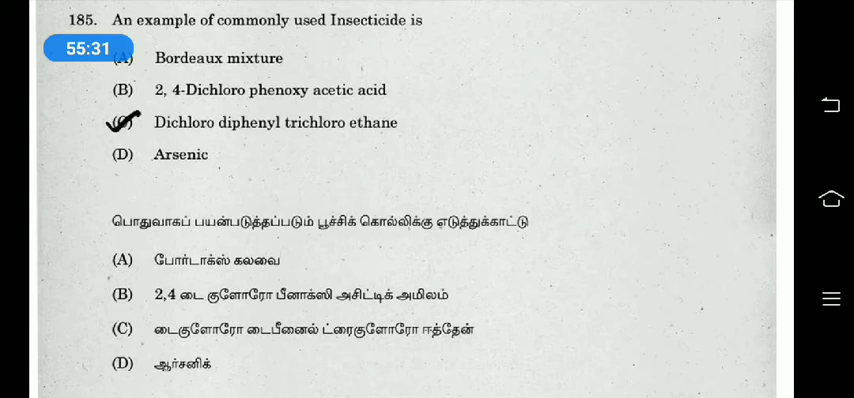 185. An example of commonly used Insecticide is
55:31
(A) Bordeaux mixture
(B) 2, 4-Dichloro phenoxy acetic acid
(C) Dichloro diphenyl trichloro ethane
(D) Arsenic
பொதுவாகப் பயன்படுத்தப்படும் பூச்சிக் கொல்லிக்கு எடுத்துக்காட்டு
(A) போர்டாக்ஸ் கலவை
(B) 2,4 டை குளோரோ பீனாக்ஸி அசிட்டிக் அமிலம்
(C) டைகுளோரோ டைபீனைல் ட்ரைகுளோரோ ஈத்தேன்
(D) ஆர்சனிக்